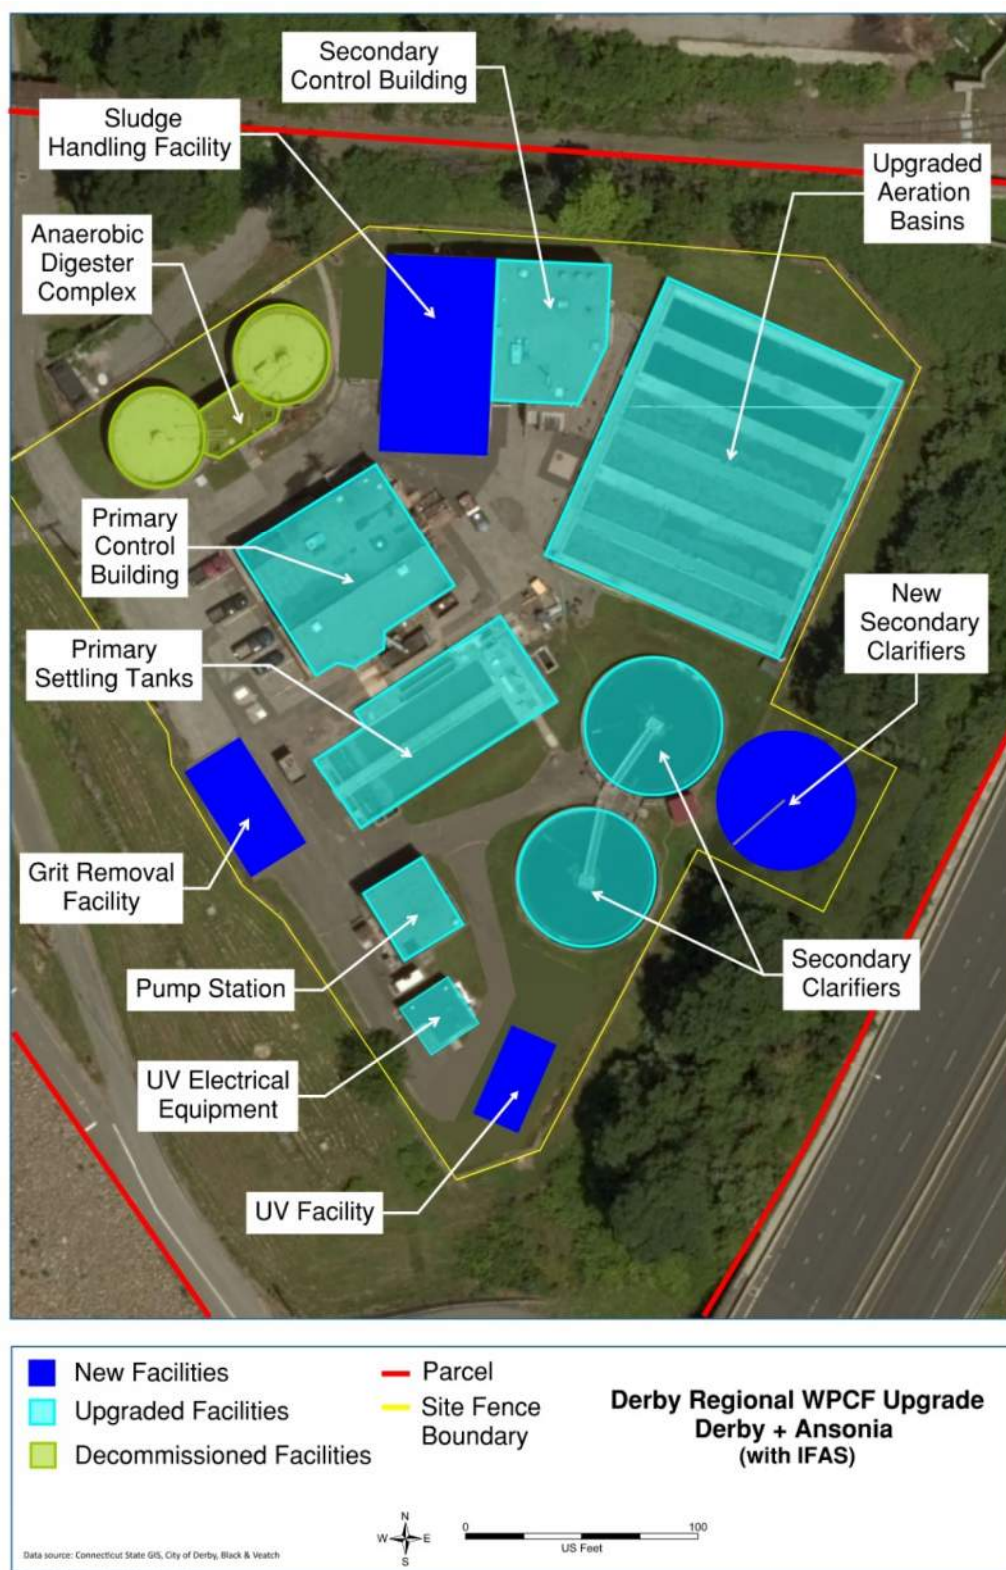 Secondary
Control Building
Sludge
Handling Facility
Upgraded
Aeration
Basins
Anaerobic
Digester
Complex
Primary
Control
Building
New
Secondary
Clarifiers
Primary
Settling Tanks
Grit Removal
Facility
Secondary
Clarifiers
Pump Station
UV Electrical
Equipment
UV Facility
New Facilities
Upgraded Facilities
Decommissioned Facilities
Parcel
Site Fence
Boundary
Derby Regional WPCF Upgrade
Derby + Ansonia
(with IFAS)
N
W E
S
0 100
US Feet
Data source: Connecticut State GIS, City of Derby, Black & Veatch